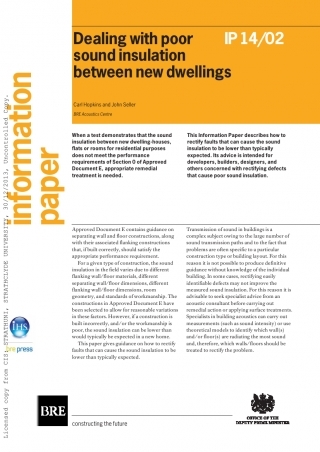 Dealing with poor
sound insulation
between new dwellings
IP 14/02
Carl Hopkins and John Seller
BRE Acoustics Centre
information
paper
When a test demonstrates that the sound
insulation between new dwelling-houses,
flats or rooms for residential purposes
does not meet the performance
requirements of Section 0 of Approved
Document E, appropriate remedial
treatment is needed.
This Information Paper describes how to
rectify faults that can cause the sound
insulation to be lower than typically
expected. Its advice is intended for
developers, builders, designers, and
others concerned with rectifying defects
that cause poor sound insulation.
Approved Document E contains guidance on
separating wall and floor constructions, along
with their associated flanking constructions
that, if built correctly, should satisfy the
appropriate performance requirement.
For a given type of construction, the sound
insulation in the field varies due to different
flanking wall/floor materials, different
separating wall/floor dimensions, different
flanking wall/floor dimensions, room
geometry, and standards of workmanship. The
constructions in Approved Document E have
been selected to allow for reasonable variations
in these factors. However, if a construction is
built incorrectly, and/or the workmanship is
poor, the sound insulation can be lower than
would typically be expected in a new home.
This paper gives guidance on how to rectify
faults that can cause the sound insulation to be
lower than typically expected.
Transmission of sound in buildings is a
complex subject owing to the large number of
sound transmission paths and to the fact that
problems are often specific to a particular
construction type or building layout. For this
reason it is not possible to produce definitive
guidance without knowledge of the individual
building. In some cases, rectifying easily
identifiable defects may not improve the
measured sound insulation. For this reason it is
advisable to seek specialist advice from an
acoustic consultant before carrying out
remedial action or applying surface treatments.
Specialists in building acoustics can carry out
measurements (such as sound intensity) or use
theoretical models to identify which wall(s)
and/or floor(s) are radiating the most sound
and, therefore, which walls/floors should be
treated to rectify the problem.
Licensed copy from CIS: STRATHUNI, STRATHCLYDE UNIVERSITY, 30/12/2013, Uncontrolled Copy.
IHS
bre press
BRE
constructing the future
OFFICE OF THE
DEPUTY PRIME MINISTER